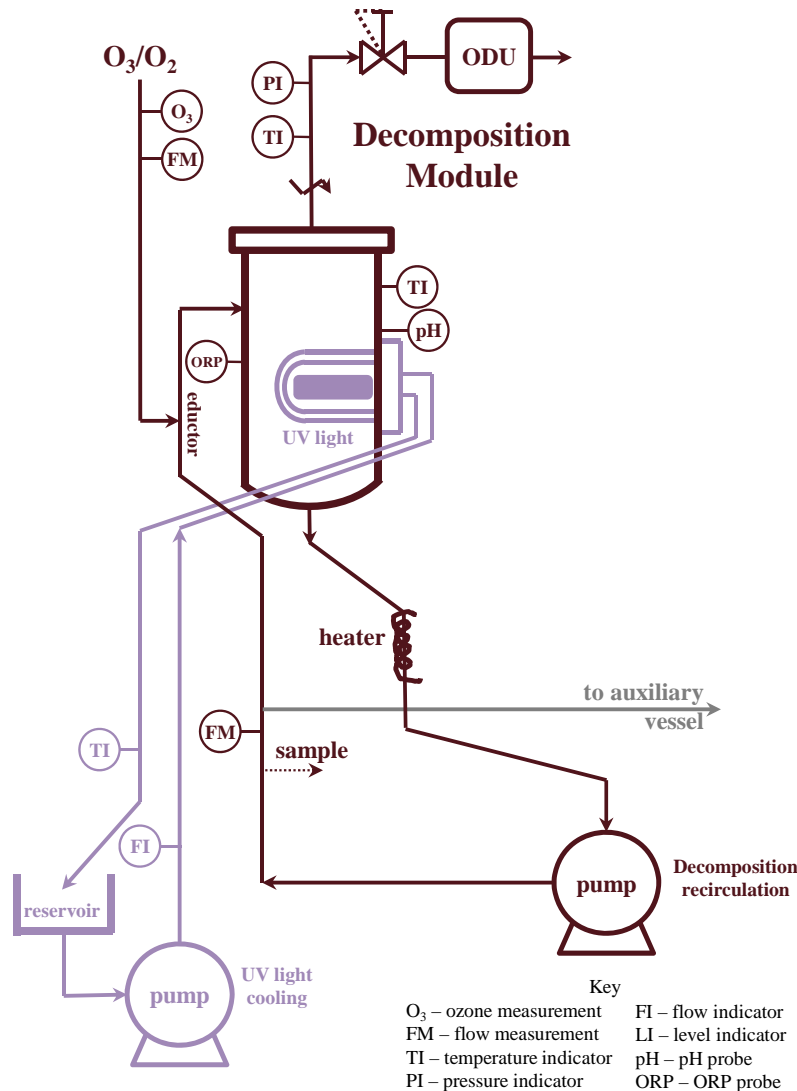 O3/O2
O3
FM
PI
TI
ODU
Decomposition
Module
TI
pH
ORP
eductor
UV light
heater
to auxiliary
vessel
FM
sample
TI
FI
reservoir
pump
UV light
cooling
pump
Decomposition
recirculation
Key
O3 – ozone measurement
FM – flow measurement
TI – temperature indicator
PI – pressure indicator
FI – flow indicator
LI – level indicator
pH – pH probe
ORP – ORP probe